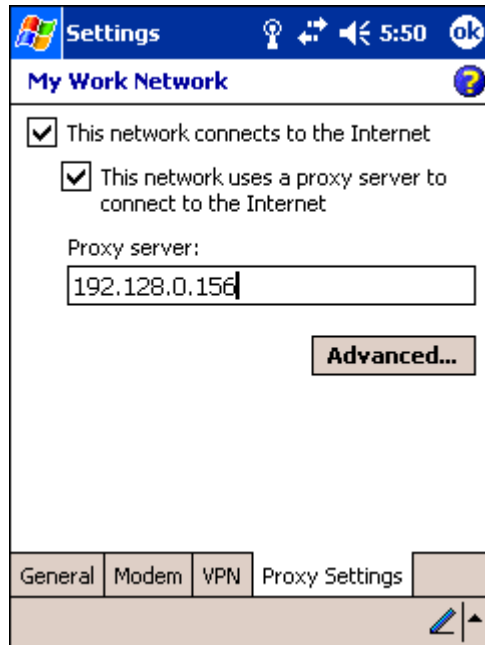 Settings 5:50 ok
My Work Network ?
This network connects to the Internet
This network uses a proxy server to
connect to the Internet
Proxy server:
192.128.0.156
Advanced...
General Modem VPN Proxy Settings